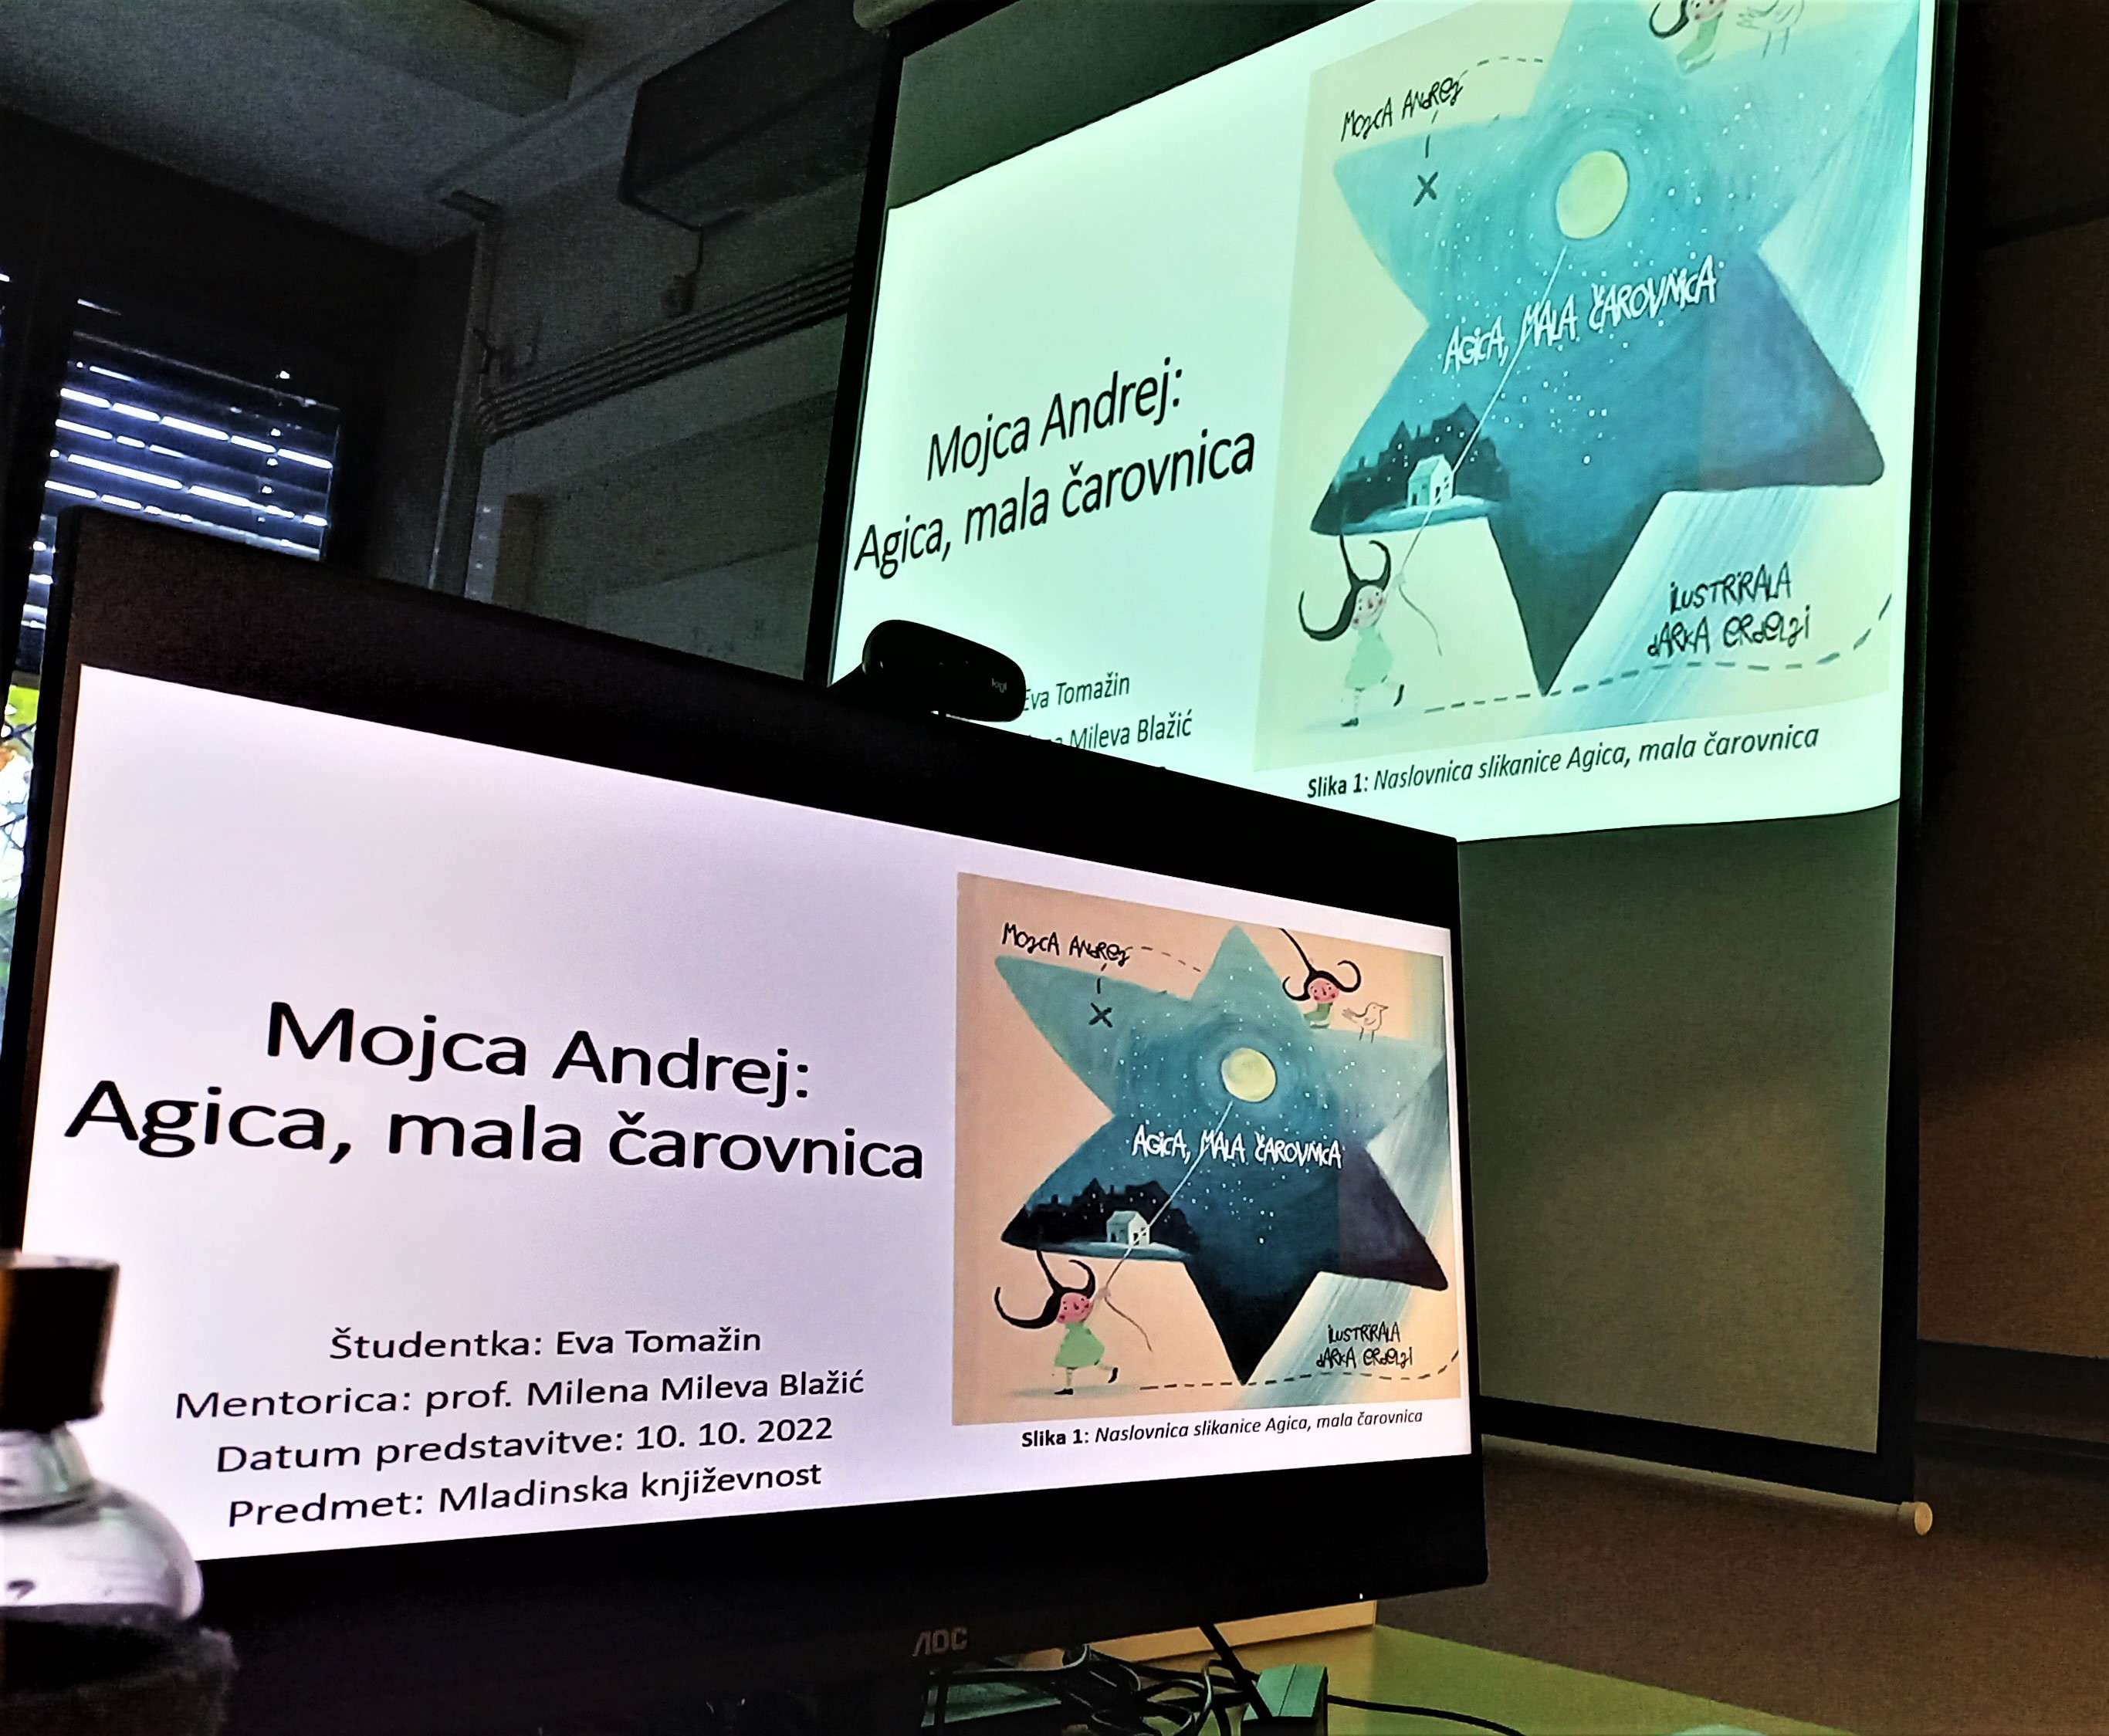 Mojca Andrej:
Agica, mala čarovnica
Eva Tomažin
Mileva Blažić
MOJCA ANDREJ
X
AGICA, MALA ČAROVNICA
ILUSTRIRALA
DARKA ERDELJI
Slika 1: Naslovnica slikanice Agica, mala čarovnica
logi
Mojca Andrej:
Agica, mala čarovnica
Študentka: Eva Tomažin
Mentorica: prof. Milena Mileva Blažić
Datum predstavitve: 10. 10. 2022
Predmet: Mladinska književnost
MOJCA ANDREJ
X
AGICA, MALA ČAROVNICA
ILUSTRIRALA
DARKA ERDELJI
Slika 1: Naslovnica slikanice Agica, mala čarovnica
AOC